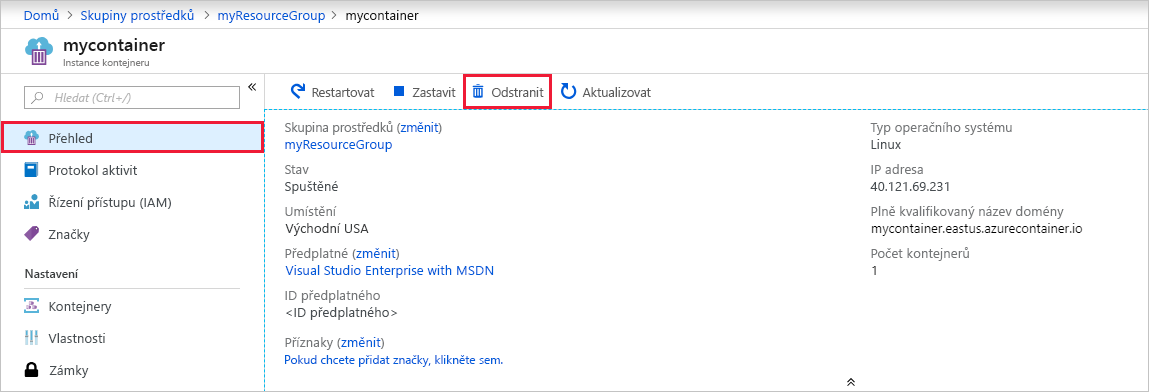 Domů > Skupiny prostředků > myResourceGroup > mycontainer
mycontainer
Instance kontejneru
Hledat (Ctrl+/)
Přehled
Protokol aktivit
Řízení přístupu (IAM)
Značky
Nastavení
Kontejnery
Vlastnosti
Zámky
Restartovat Zastavit Odstranit Aktualizovat
Skupina prostředků (změnit)
myResourceGroup
Stav
Spuštěné
Umístění
Východní USA
Předplatné (změnit)
Visual Studio Enterprise with MSDN
ID předplatného
<ID předplatného>
Příznaky (změnit)
Pokud chcete přidat značky, klikněte sem.
Typ operačního systému
Linux
IP adresa
40.121.69.231
Plně kvalifikovaný název domény
mycontainer.eastus.azurecontainer.io
Počet kontejnerů
1